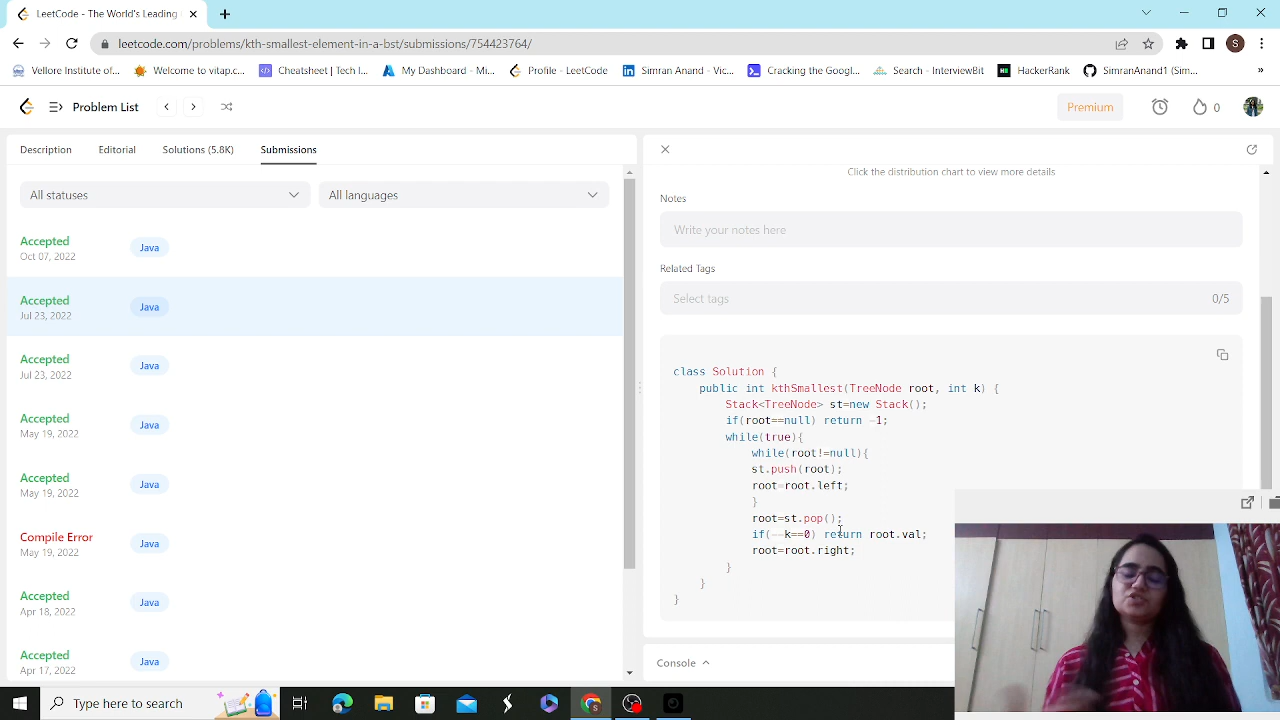 LeetCode - The World's Leading
leetcode.com/problems/kth-smallest-element-in-a-bst/submissions/754423764/
S
Vellore Institute of...
Welcome to vitap.c...
Cheatsheet | Tech I...
My Dashboard - Mi...
Profile - LeetCode
Simran Anand - Vic...
Cracking the Googl...
Search - InterviewBit
HackerRank
SimranAnand1 (Sim...
»
Problem List
Premium
0
Description
Editorial
Solutions (5.8K)
Submissions
All statuses
All languages
Accepted
Oct 07, 2022
Java
Accepted
Jul 23, 2022
Java
Accepted
Jul 23, 2022
Java
Accepted
May 19, 2022
Java
Accepted
May 19, 2022
Java
Compile Error
May 19, 2022
Java
Accepted
Apr 18, 2022
Java
Accepted
Apr 17, 2022
Java
Click the distribution chart to view more details
Notes
Write your notes here
Related Tags
Select tags
0/5
class Solution {
public int kthSmallest(TreeNode root, int k) {
Stack<TreeNode> st=new Stack();
if(root==null) return -1;
while(true){
while(root!=null){
st.push(root);
root=root.left;
}
root=st.pop();
if(--k==0) return root.val;
root=root.right;
}
}
}
Console
Type here to search